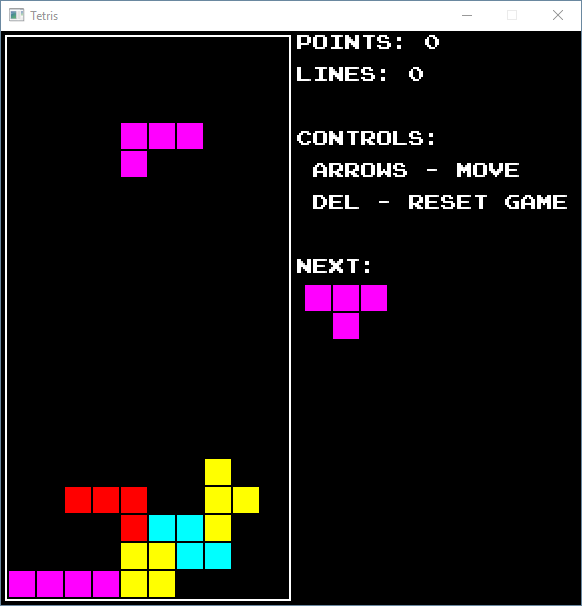 Tetris
POINTS: 0
LINES: 0
CONTROLS:
ARROWS - MOVE
DEL - RESET GAME
NEXT: